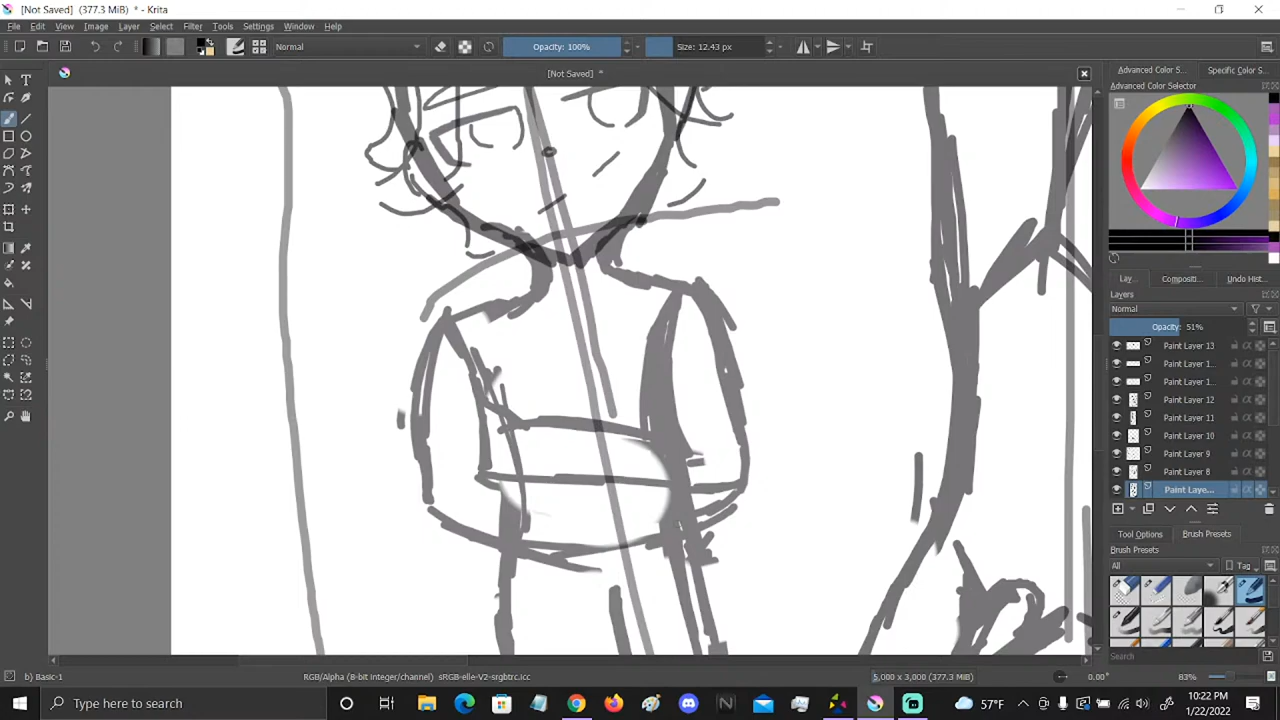 [Not Saved] (377.3 MiB) * - Krita
File Edit View Image Layer Select Filter Tools Settings Window Help
Normal
Opacity: 100%
Size: 12.43 px
[Not Saved] *
Advanced Color S... Specific Color S...
Advanced Color Selector
Lay... Compositi... Undo Hist...
Layers
Normal
Opacity: 51%
Paint Layer 13
Paint Layer 1...
Paint Layer 1...
Paint Layer 12
Paint Layer 11
Paint Layer 10
Paint Layer 9
Paint Layer 8
Paint Laye...
Tool Options Brush Presets
Brush Presets
All Tag
Search
b) Basic-1
RGB/Alpha (8-bit integer/channel) sRGB-elle-V2-srgbtrc.icc
5,000 x 3,000 (377.3 MiB)
0.00°
83%
Type here to search
57°F
10:22 PM
1/22/2022